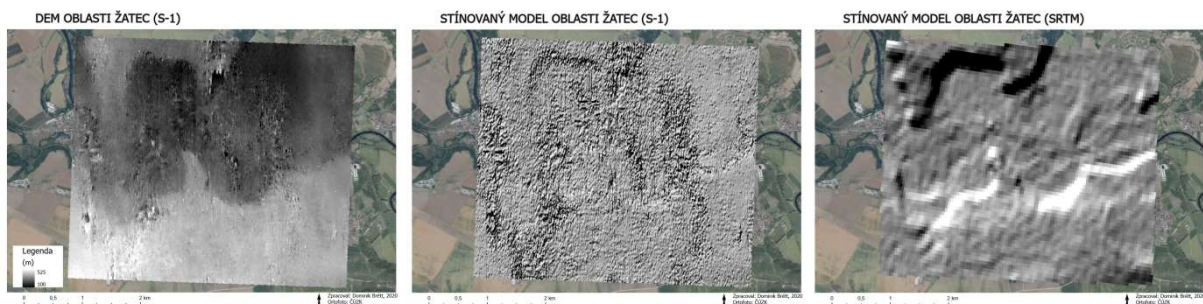 DEM OBLASTI ŽATEC (S-1)
Legenda
(m)
525
100
0 0,5 1 2 km
Zpracoval: Dominik Brétt, 2020
Ortofoto: ČÚZK
STÍNOVANÝ MODEL OBLASTI ŽATEC (S-1)
0 0,5 1 2 km
Zpracoval: Dominik Brétt, 2020
Ortofoto: ČÚZK
STÍNOVANÝ MODEL OBLASTI ŽATEC (SRTM)
0 0,5 1 2 km
Zpracoval: Dominik Brétt, 2020
Ortofoto: ČÚZK